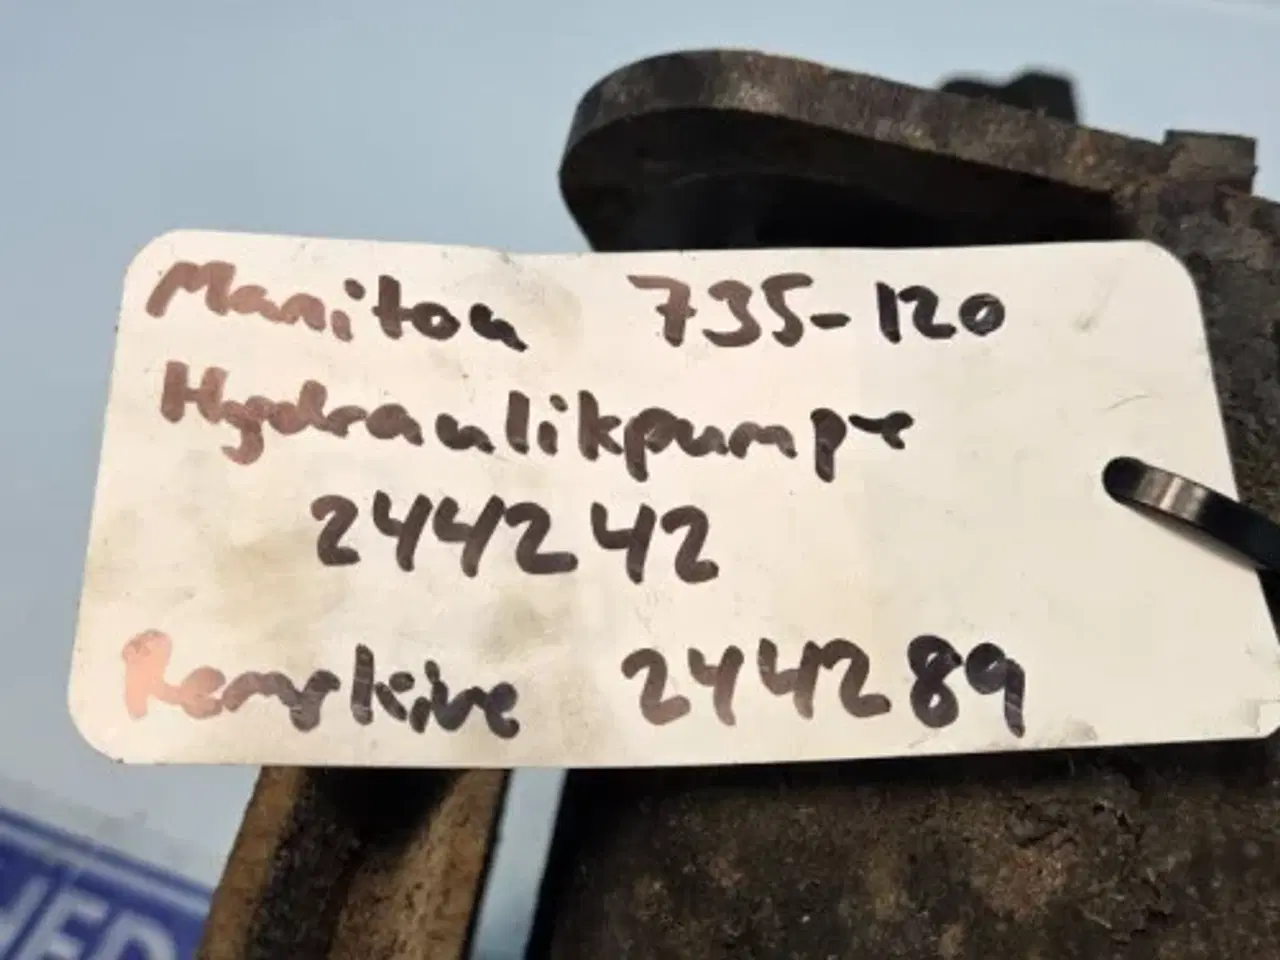 Manitou 735-120
Hydraulikpumpe
244242
Remskive 244289